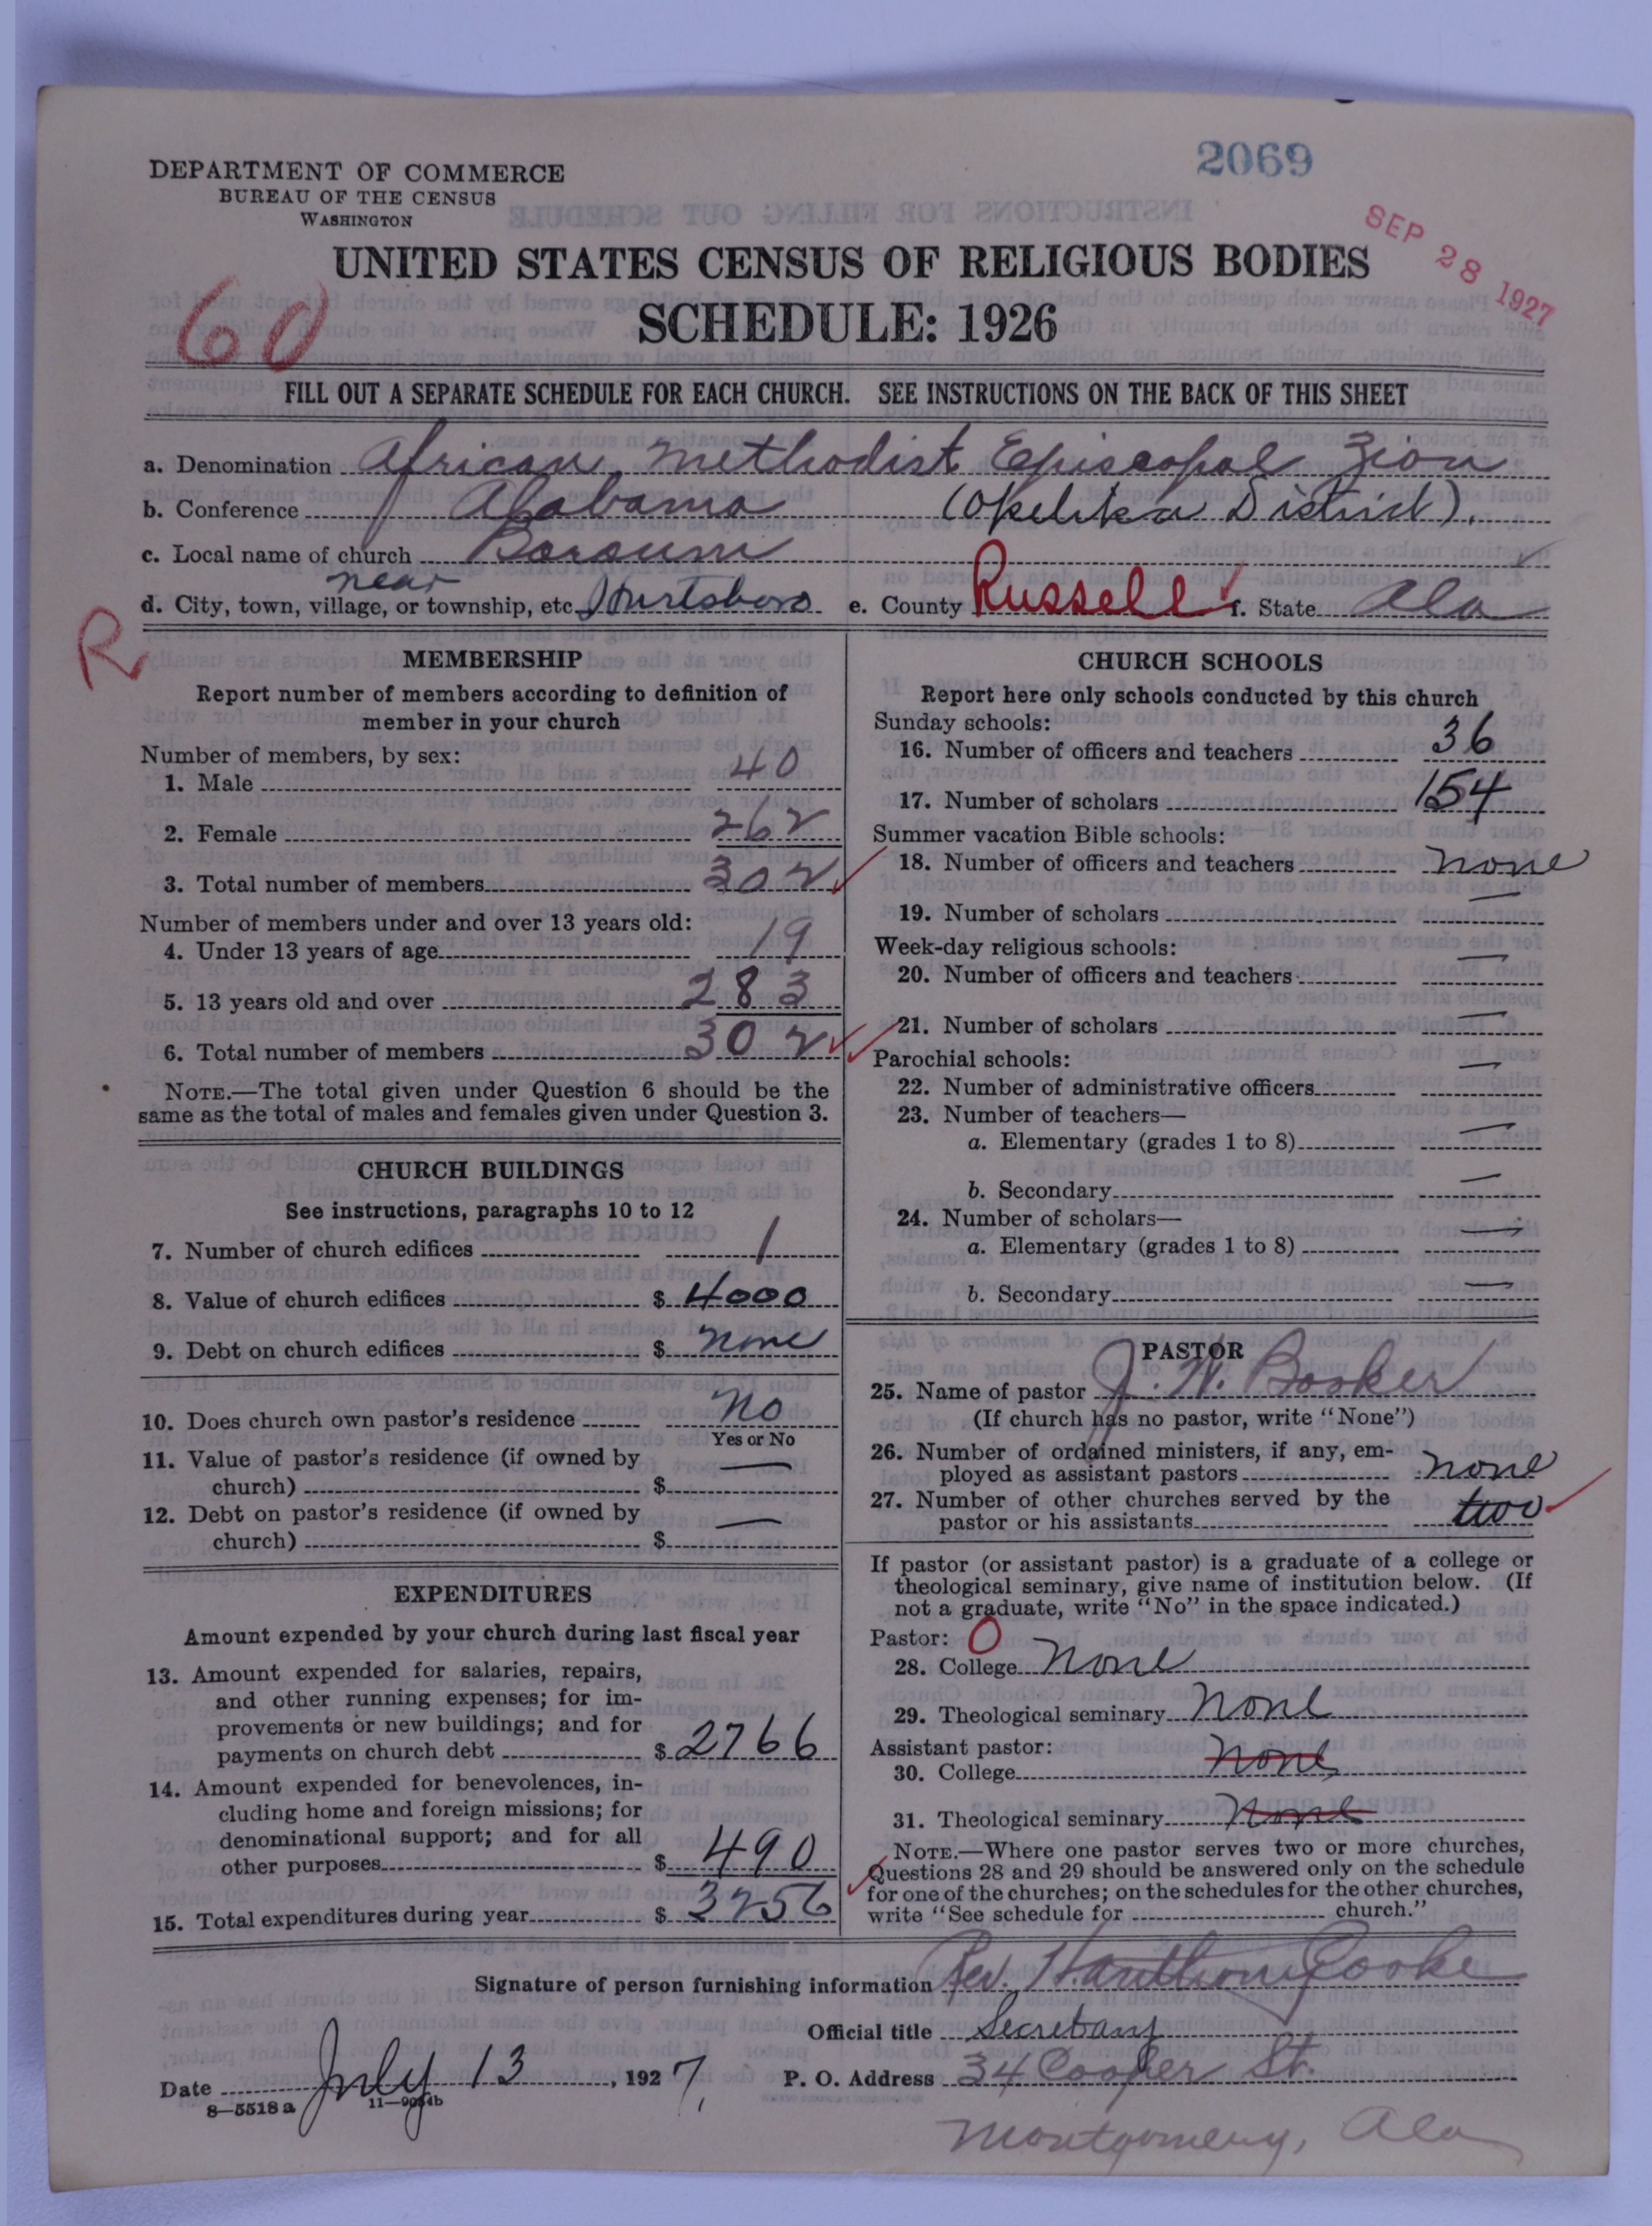 2069
DEPARTMENT OF COMMERCE
BUREAU OF THE CENSUS
WASHINGTON
SEP 28 1927
UNITED STATES CENSUS OF RELIGIOUS BODIES
60
SCHEDULE: 1926
FILL OUT A SEPARATE SCHEDULE FOR EACH CHURCH. SEE INSTRUCTIONS ON THE BACK OF THIS SHEET
a. Denomination African Methodist Episcopal Zion
b. Conference Alabama (Opelika District).
c. Local name of church
d. City, town, village, or township, etc. near Hurtsboro e. County Russell f. State Ala
R
MEMBERSHIP
Report number of members according to definition of
member in your church
Number of members, by sex:
1. Male 40
2. Female 262
3. Total number of members 302
Number of members under and over 13 years old:
4. Under 13 years of age 19
5. 13 years old and over 283
6. Total number of members 302
NOTE.—The total given under Question 6 should be the
same as the total of males and females given under Question 3.
CHURCH BUILDINGS
See instructions, paragraphs 10 to 12
7. Number of church edifices 1
8. Value of church edifices $ 4000
9. Debt on church edifices $ none
10. Does church own pastor's residence No
Yes or No
11. Value of pastor's residence (if owned by
church) $ —
12. Debt on pastor's residence (if owned by
church) $ —
EXPENDITURES
Amount expended by your church during last fiscal year
13. Amount expended for salaries, repairs,
and other running expenses; for im-
provements or new buildings; and for
payments on church debt $ 2766
14. Amount expended for benevolences, in-
cluding home and foreign missions; for
denominational support; and for all
other purposes $ 490
15. Total expenditures during year $ 3256
CHURCH SCHOOLS
Report here only schools conducted by this church
Sunday schools:
16. Number of officers and teachers 36
17. Number of scholars 154
Summer vacation Bible schools:
18. Number of officers and teachers none
19. Number of scholars —
Week-day religious schools:
20. Number of officers and teachers —
21. Number of scholars —
Parochial schools:
22. Number of administrative officers —
23. Number of teachers—
a. Elementary (grades 1 to 8) —
b. Secondary —
24. Number of scholars—
a. Elementary (grades 1 to 8) —
b. Secondary —
PASTOR
25. Name of pastor J. W. Booker
(If church has no pastor, write "None")
26. Number of ordained ministers, if any, em-
ployed as assistant pastors none
27. Number of other churches served by the
pastor or his assistants two
If pastor (or assistant pastor) is a graduate of a college or
theological seminary, give name of institution below. (If
not a graduate, write "No" in the space indicated.)
Pastor: 0
28. College None
29. Theological seminary None
Assistant pastor:
30. College None
31. Theological seminary None
NOTE.—Where one pastor serves two or more churches,
Questions 28 and 29 should be answered only on the schedule
for one of the churches; on the schedules for the other churches,
write "See schedule for church."
Signature of person furnishing information Rev. Cooke
Official title Secretary
Date July 13, 1927, P. O. Address 34 Cooper St.
8—5518a 11—9051b
Montgomery, Ala